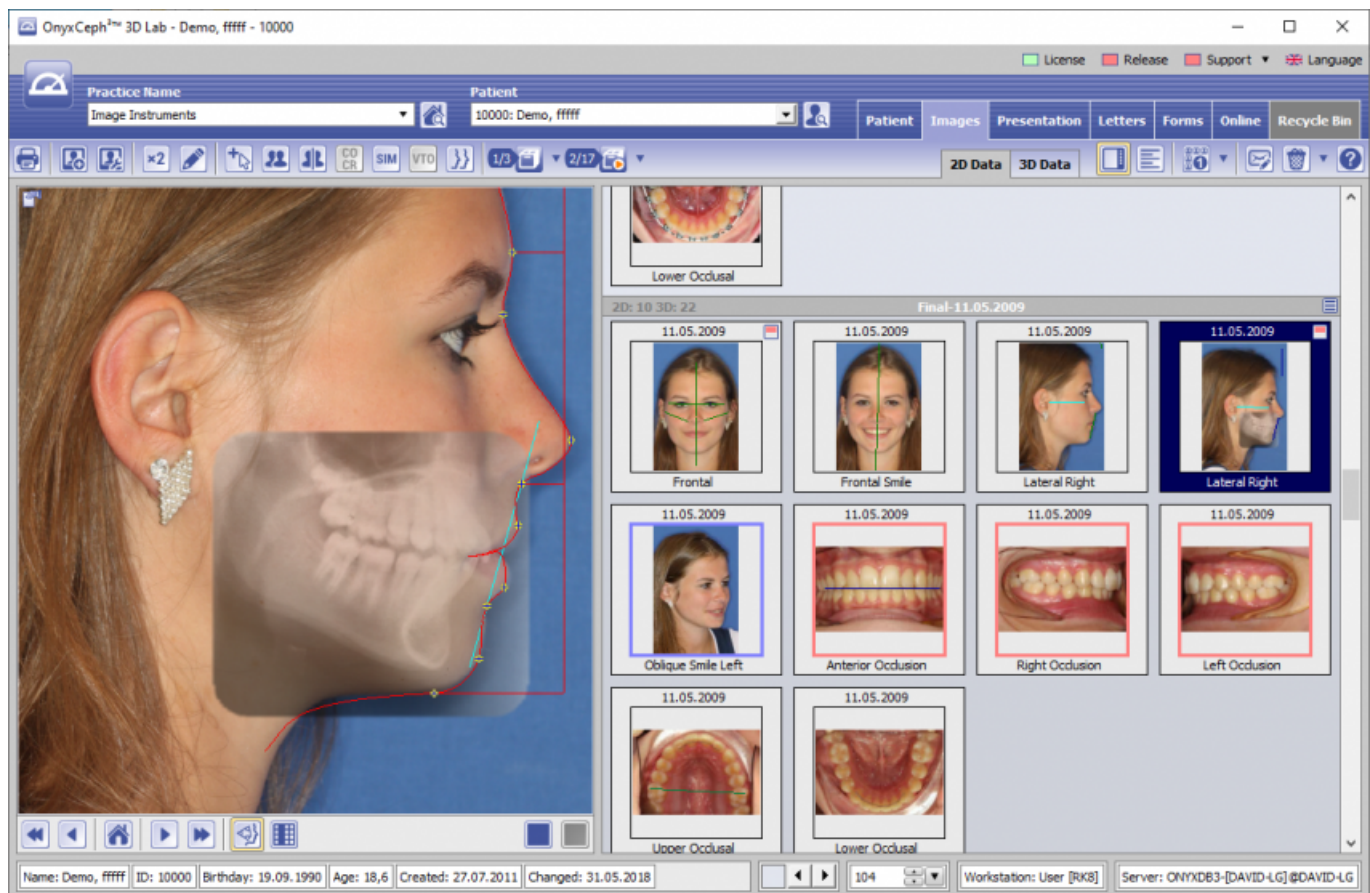 OnyxCeph³™ 3D Lab - Demo, fffff - 10000
License Release Support Language
Practice Name Patient
Image Instruments 10000: Demo, fffff
Patient Images Presentation Letters Forms Online Recycle Bin
×2 CO CR SIM VTO 1/3 2/17 2D Data 3D Data 1 ?
Lower Occlusal
2D: 10 3D: 22 Final-11.05.2009
11.05.2009 11.05.2009 11.05.2009 11.05.2009
Frontal Frontal Smile Lateral Right Lateral Right
11.05.2009 11.05.2009 11.05.2009 11.05.2009
Oblique Smile Left Anterior Occlusion Right Occlusion Left Occlusion
11.05.2009 11.05.2009
Upper Occlusal Lower Occlusal
Name: Demo, fffff ID: 10000 Birthday: 19.09.1990 Age: 18,6 Created: 27.07.2011 Changed: 31.05.2018 104 Workstation: User [RK8] Server: ONYXDB3-[DAVID-LG]@DAVID-LG